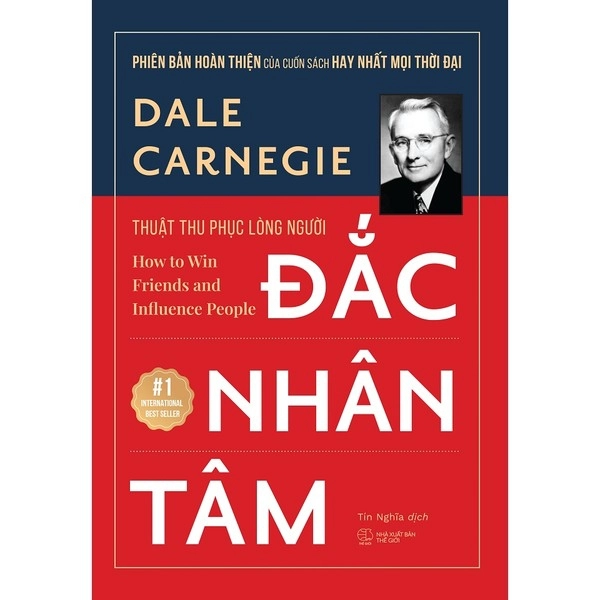 PHIÊN BẢN HOÀN THIỆN CỦA CUỐN SÁCH HAY NHẤT MỌI THỜI ĐẠI
DALE
CARNEGIE
THUẬT THU PHỤC LÒNG NGƯỜI
How to Win
Friends and
Influence People
ĐẮC
#1
INTERNATIONAL
BEST SELLER
NHÂN
TÂM
Tín Nghĩa dịch
NHÀ XUẤT BẢN
THẾ GIỚI